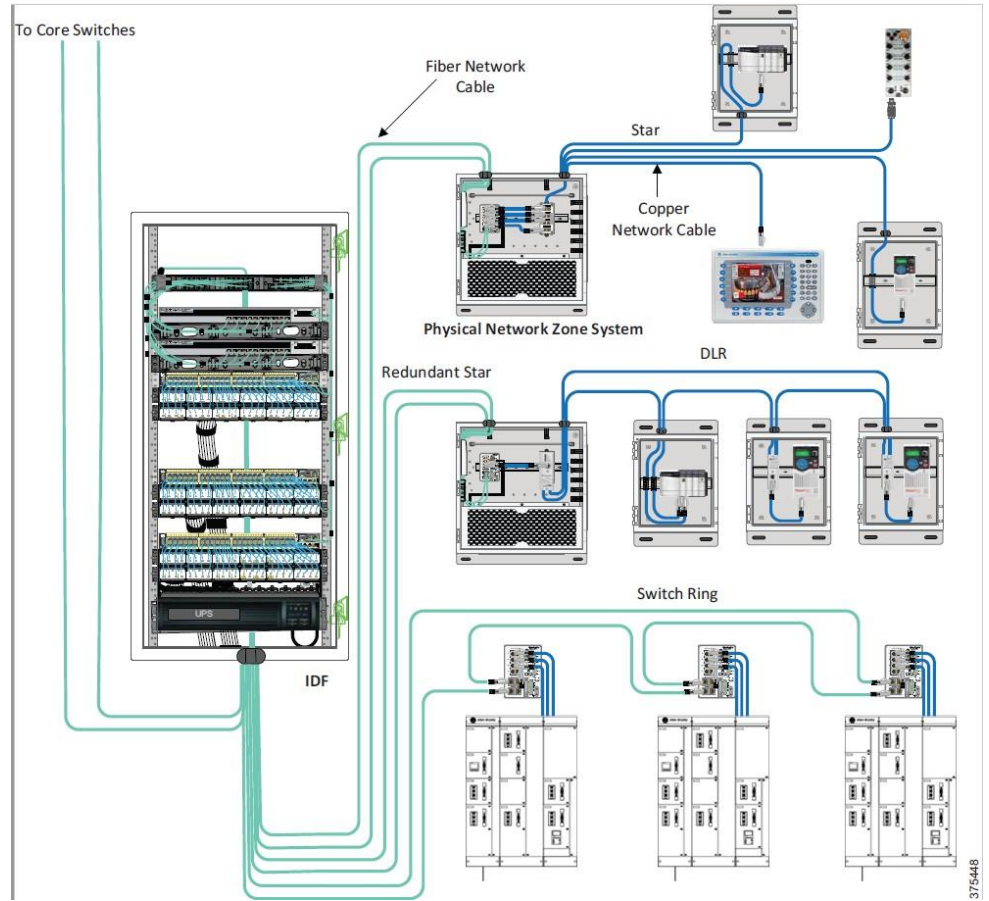 To Core Switches
Fiber Network
Cable
Star
Copper
Network Cable
Physical Network Zone System
DLR
Redundant Star
UPS
Switch Ring
IDF
375448